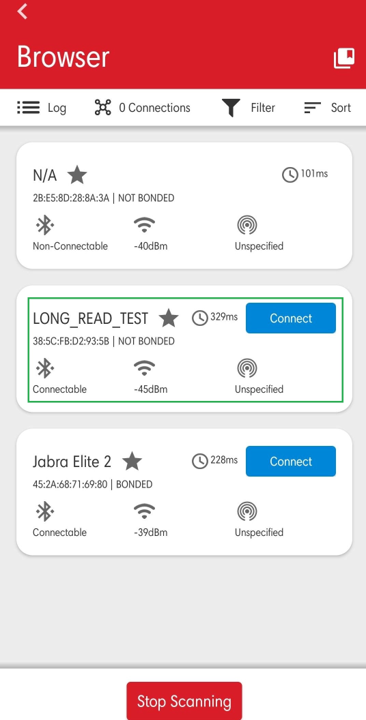 Browser
Log 0 Connections Filter Sort
N/A 101ms
2B:E5:8D:28:8A:3A | NOT BONDED
Non-Connectable -40dBm Unspecified
LONG_READ_TEST 329ms Connect
38:5C:FB:D2:93:5B | NOT BONDED
Connectable -45dBm Unspecified
Jabra Elite 2 228ms Connect
45:2A:68:71:69:80 | BONDED
Connectable -39dBm Unspecified
Stop Scanning